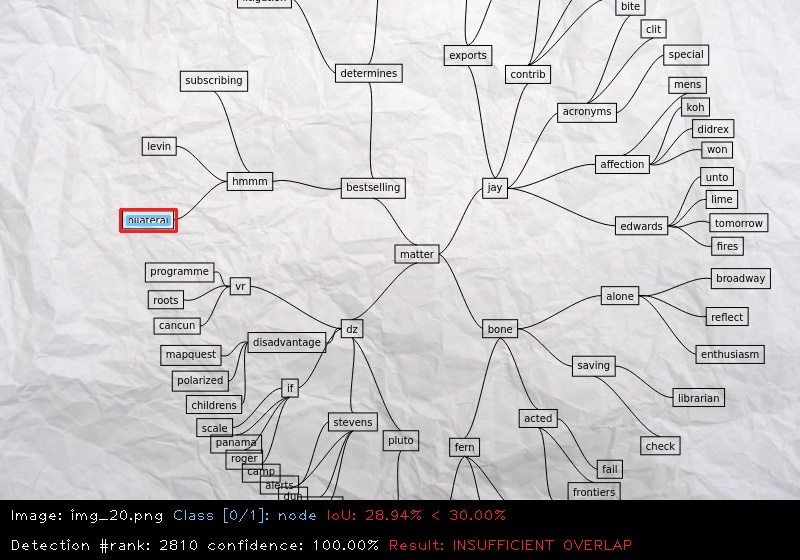 bite
clit
exports
special
contrib
determines
subscribing
mens
koh
acronyms
didrex
levin
won
affection
unto
hmmm
bestselling
jay
lime
bilateral
tomorrow
edwards
fires
matter
programme
broadway
vr
roots
alone
reflect
cancun
dz
bone
disadvantage
mapquest
enthusiasm
saving
polarized
if
librarian
childrens
acted
stevens
scale
pluto
panama
fern
check
roger
camp
fail
alerts
frontiers
Image: img_20.png Class [0/1]: node IoU: 28.94% < 30.00%
Detection #rank: 2810 confidence: 100.00% Result: INSUFFICIENT OVERLAP